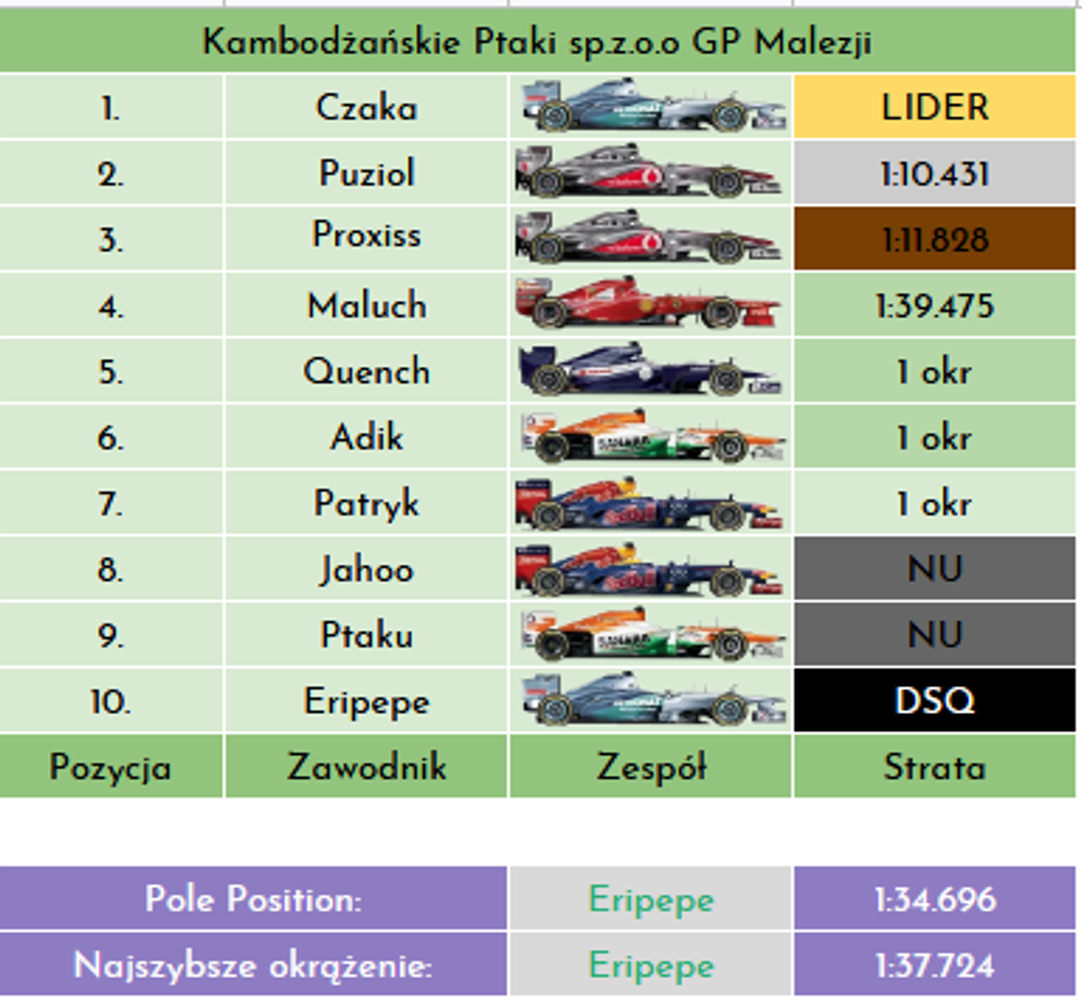 Kambodżańskie Ptaki sp.z.o.o GP Malezji
1. Czaka LIDER
2. Puziol 1:10.431
3. Proxiss 1:11.828
4. Maluch 1:39.475
5. Quench 1 okr
6. Adik 1 okr
7. Patryk 1 okr
8. Jahoo NU
9. Ptaku NU
10. Eripepe DSQ
Pozycja Zawodnik Zespół Strata
Pole Position: Eripepe 1:34.696
Najszybsze okrążenie: Eripepe 1:37.724